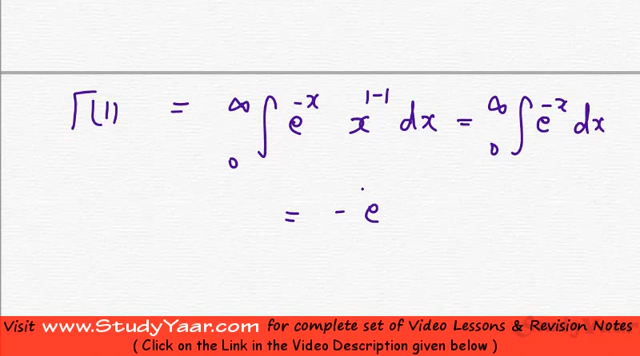 Γ(1) = ∞ ∫ 0 e^{-x} x^{1-1} dx = ∞ ∫ 0 e^{-x} dx
= - e
Visit www.StudyYaar.com for complete set of Video Lessons & Revision Notes
( Click on the Link in the Video Description given below )